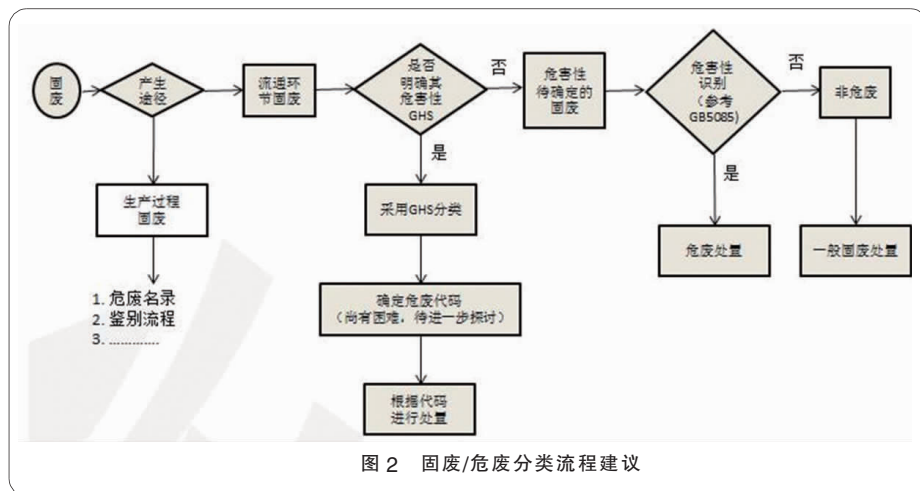 固
废
产生
途径
流通环
节固废
是否
明确其
危害性
GHS
否
危害性
待确定的
固废
危害性
识别
（参考
GB5085）
否
非危废
是
是
生产过程
固废
采用GHS分类
危废处置
一般固废处置
1. 危废名录
2. 鉴别流程
3. ………….
确定危废代码
（尚有困难，待进一步探讨）
根据代码
进行处置
图 2 固废/危废分类流程建议